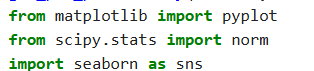 from matplotlib import pyplot
from scipy.stats import norm
import seaborn as sns